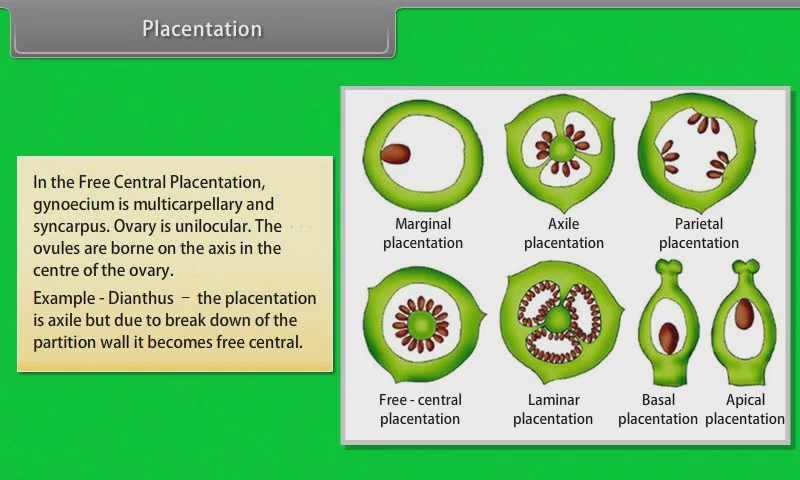 Placentation
In the Free Central Placentation,
gynoecium is multicarpellary and
syncarpus. Ovary is unilocular. The
ovules are borne on the axis in the
centre of the ovary.
Example - Dianthus – the placentation
is axile but due to break down of the
partition wall it becomes free central.
Marginal
placentation
Axile
placentation
Parietal
placentation
Free - central
placentation
Laminar
placentation
Basal
placentation
Apical
placentation